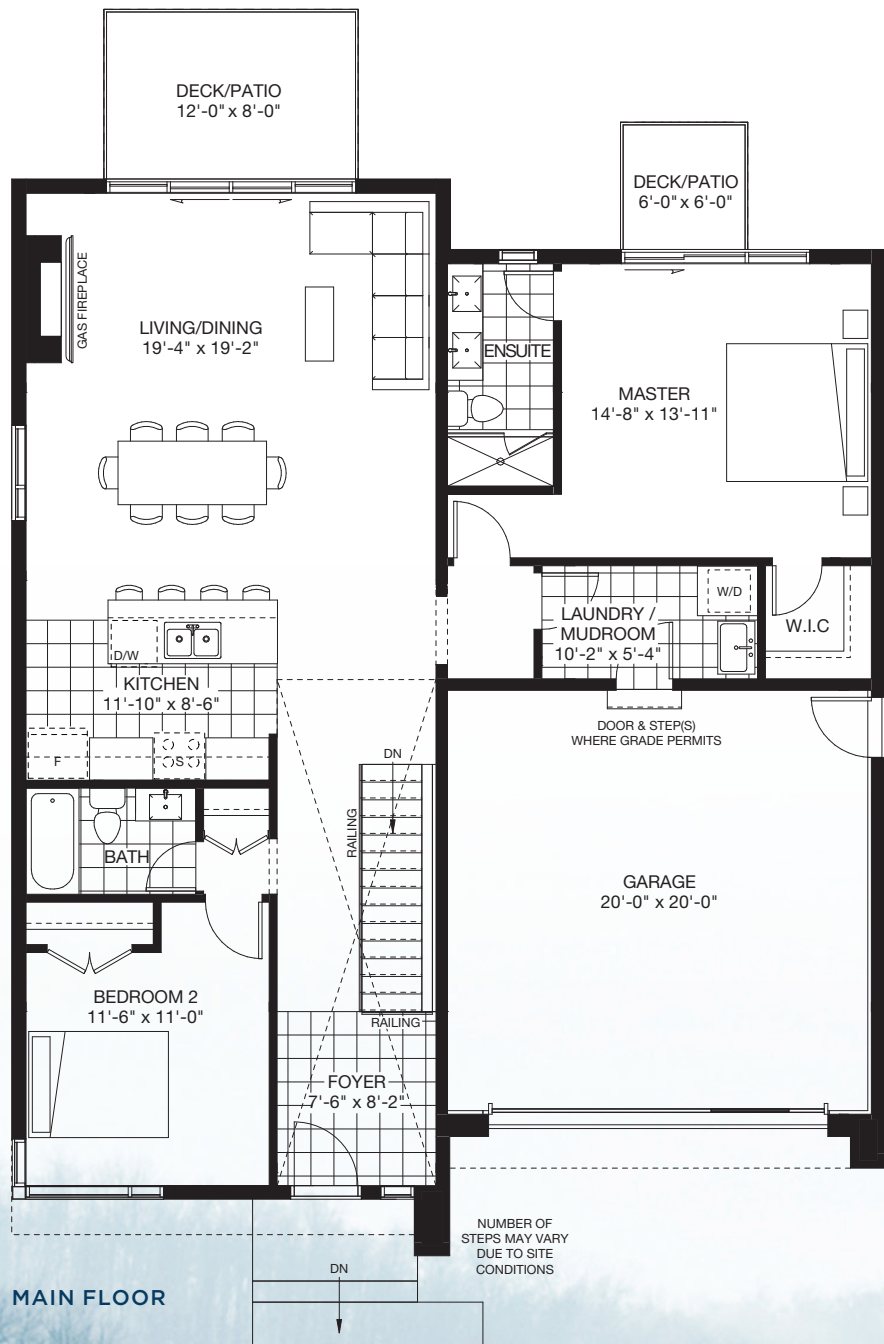 DECK/PATIO
12'-0" x 8'-0"
DECK/PATIO
6'-0" x 6'-0"
GAS FIREPLACE
LIVING/DINING
19'-4" x 19'-2"
ENSUITE
MASTER
14'-8" x 13'-11"
W/D
LAUNDRY /
MUDROOM
10'-2" x 5'-4"
W.I.C
D/W
KITCHEN
11'-10" x 8'-6"
F
S
DOOR & STEP(S)
WHERE GRADE PERMITS
DN
RAILING
BATH
GARAGE
20'-0" x 20'-0"
BEDROOM 2
11'-6" x 11'-0"
RAILING
FOYER
7'-6" x 8'-2"
NUMBER OF
STEPS MAY VARY
DUE TO SITE
CONDITIONS
DN
MAIN FLOOR